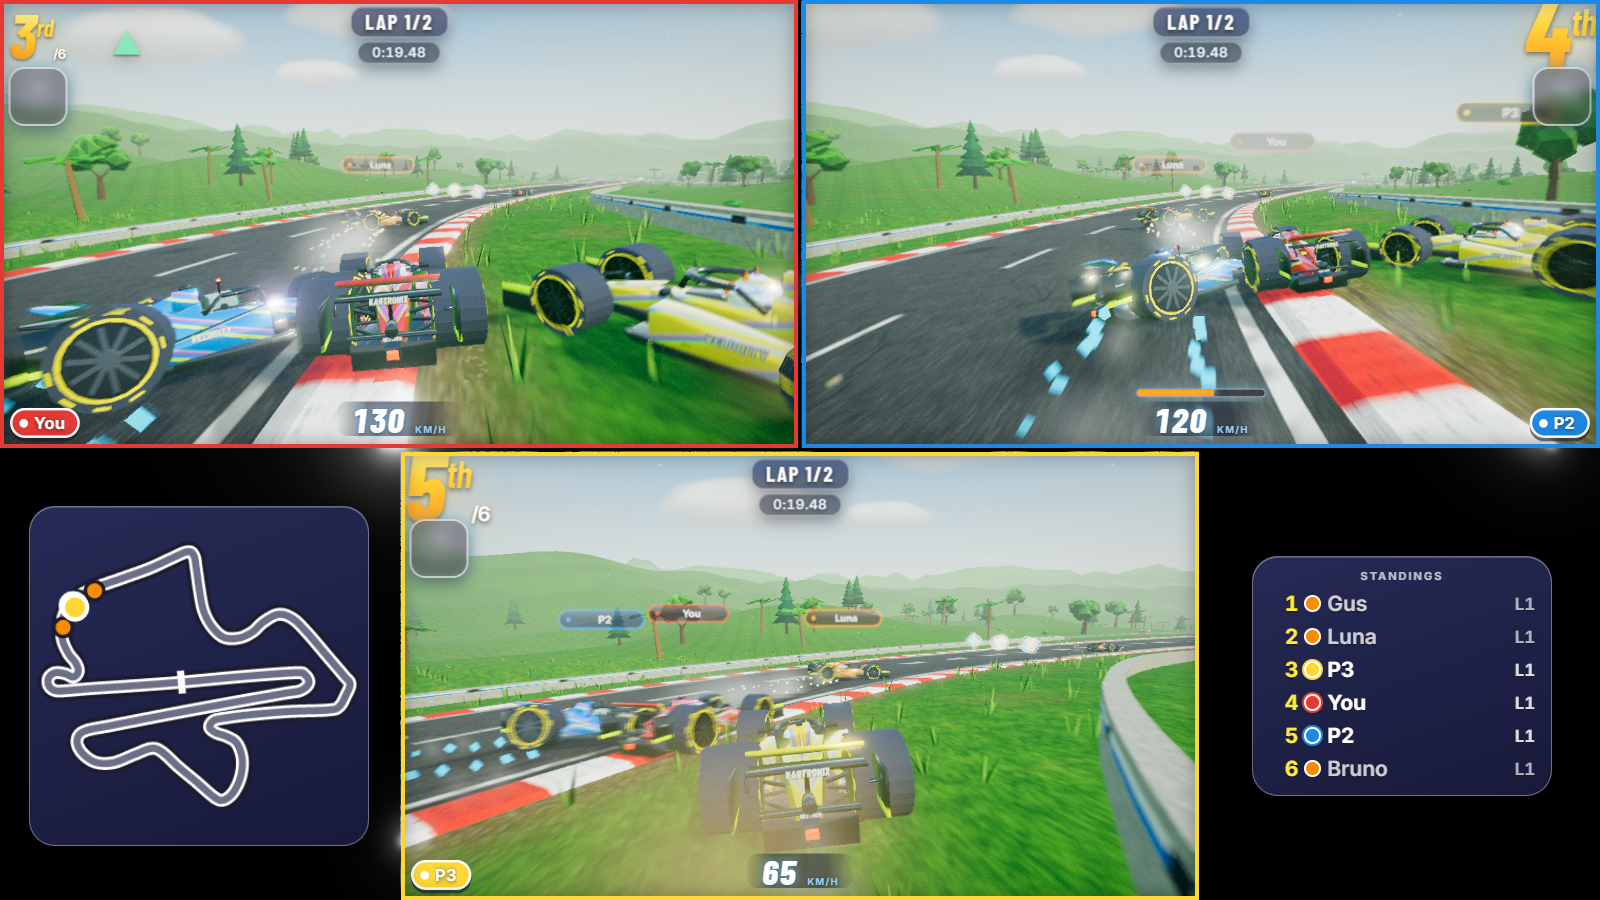 3rd
/6
LAP 1/2
0:19.48
Luna
KARTRONIX
130 KM/H
You
4th
LAP 1/2
0:19.48
P3
You
Luna
120 KM/H
P2
5th
/6
LAP 1/2
0:19.48
P2
You
Luna
KARTRONIX
65 KM/H
P3
STANDINGS
1 Gus L1
2 Luna L1
3 P3 L1
4 You L1
5 P2 L1
6 Bruno L1